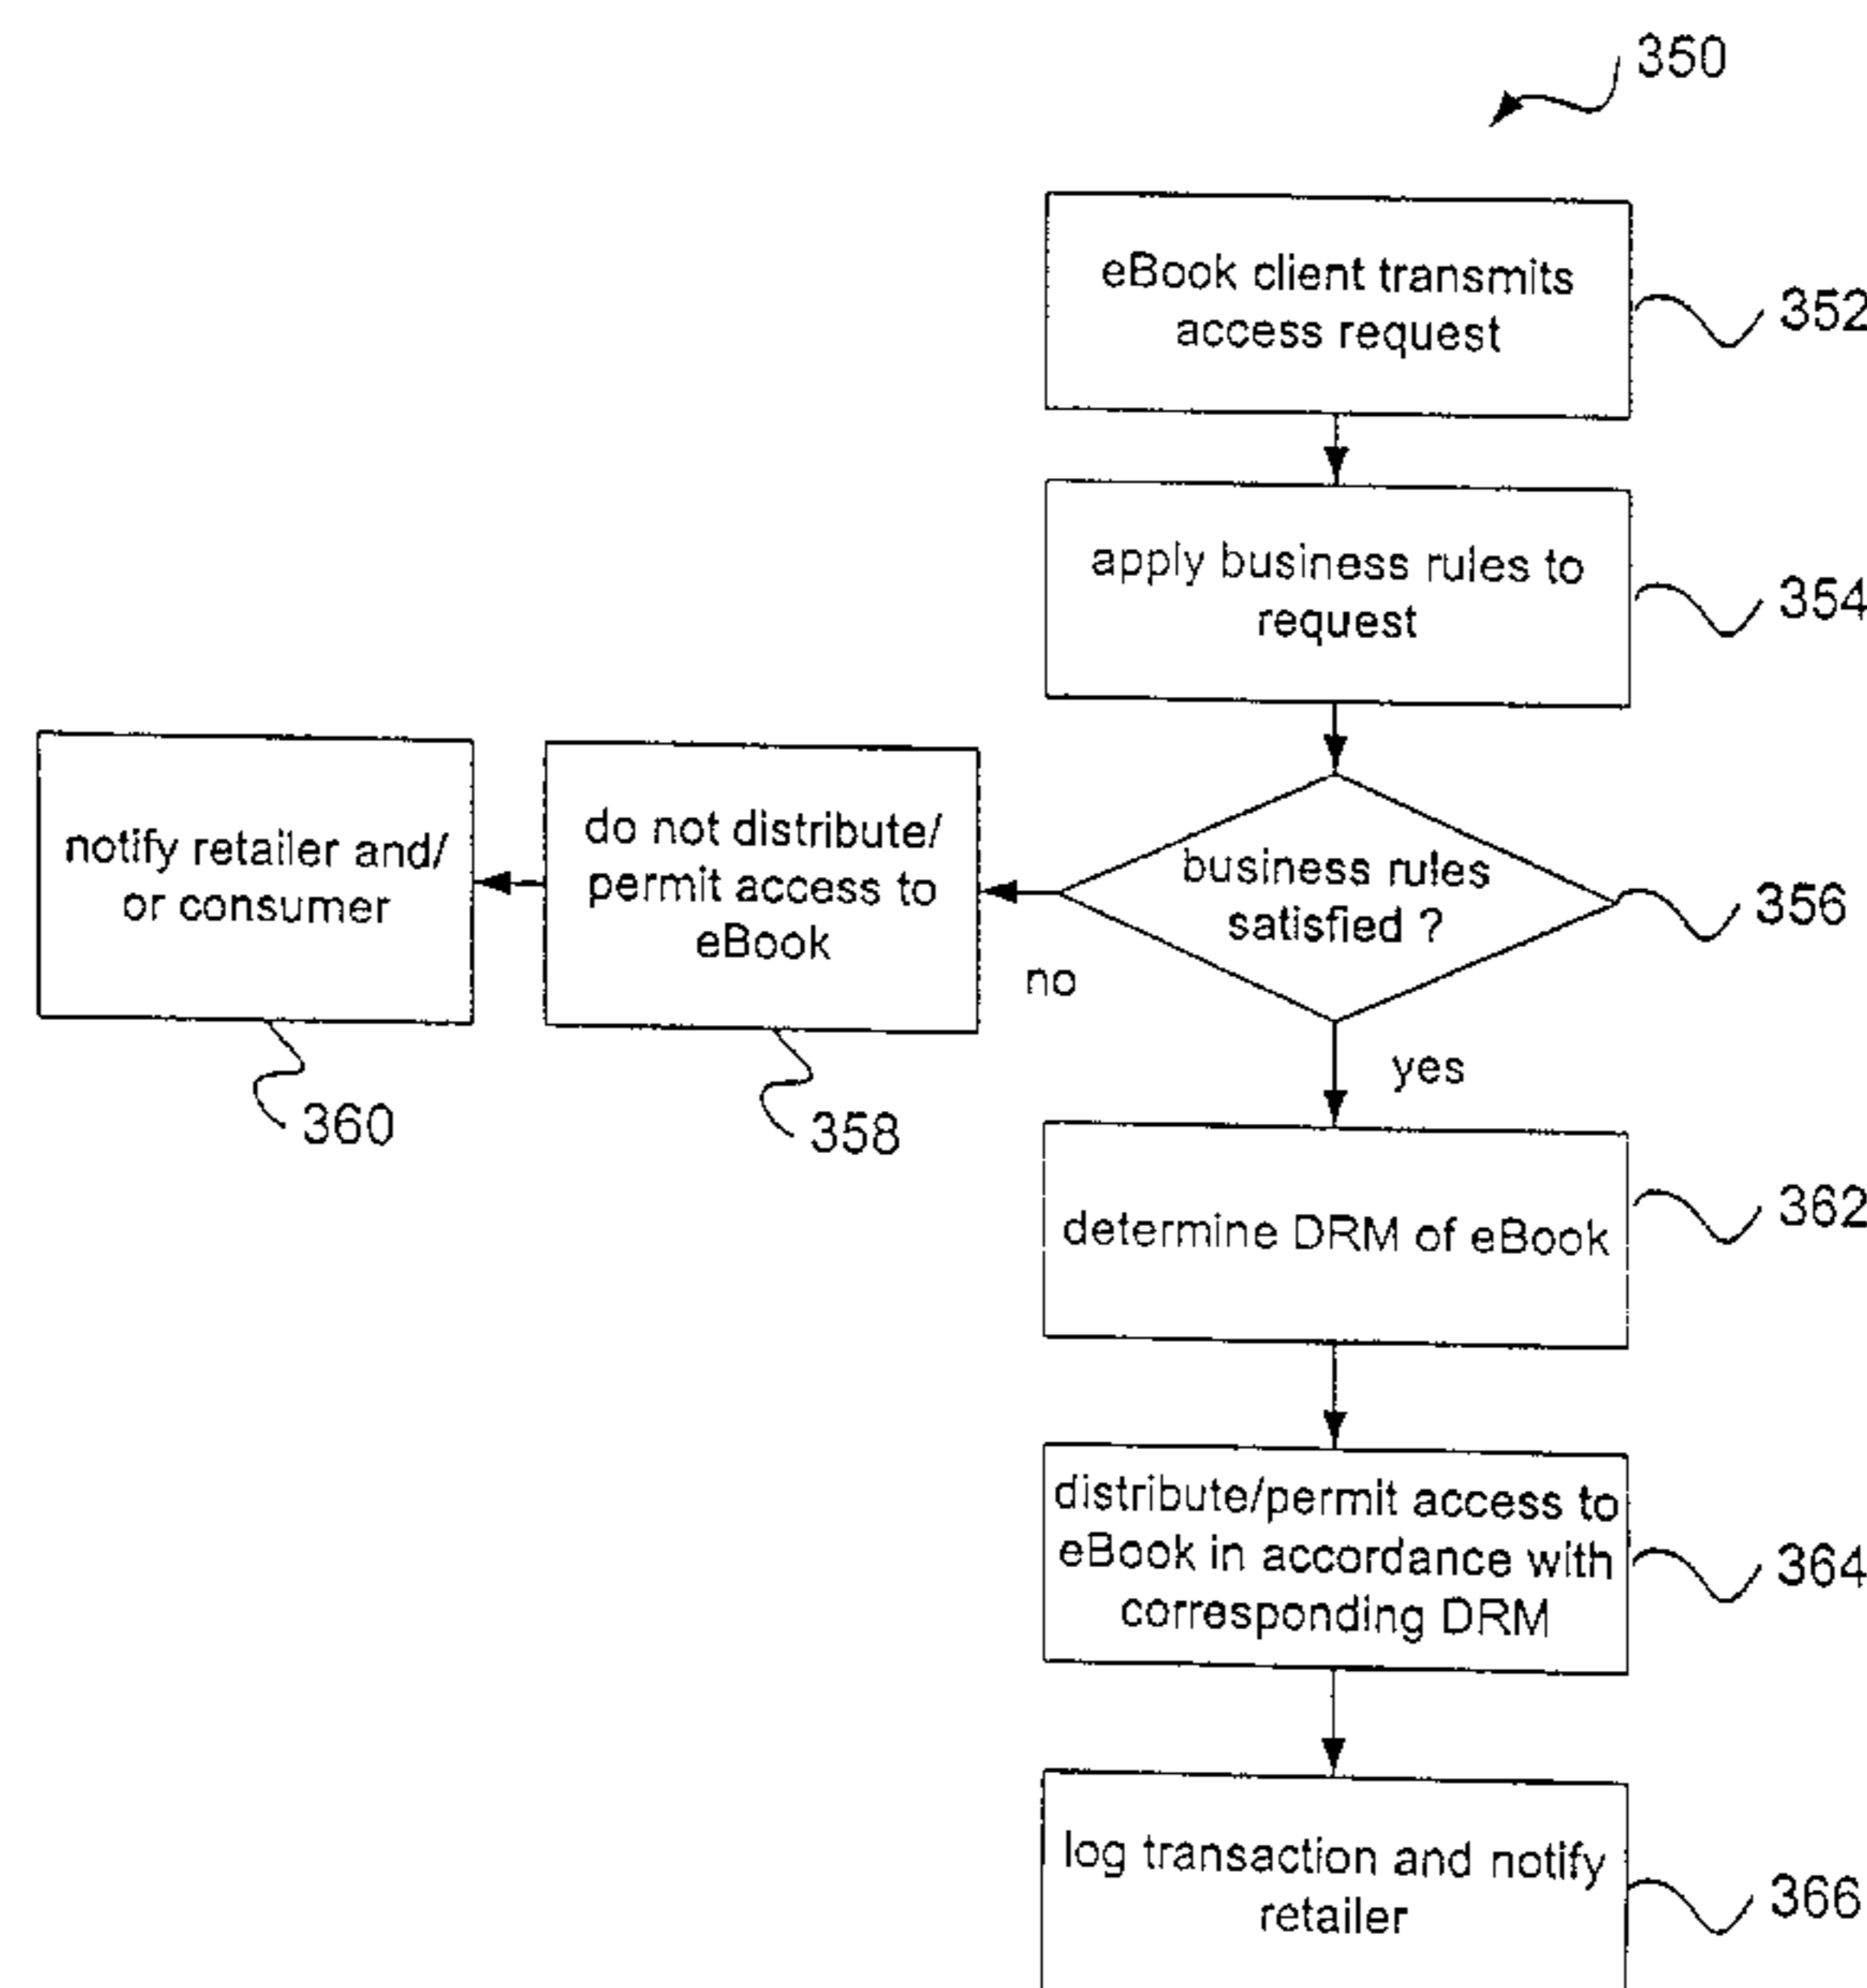 350
eBook client transmits
access request
352
apply business rules to
request
354
business rules
satisfied ?
356
no
do not distribute/
permit access to
eBook
358
notify retailer and/
or consumer
360
yes
determine DRM of eBook
362
distribute/permit access to
eBook in accordance with
corresponding DRM
364
log transaction and notify
retailer
366